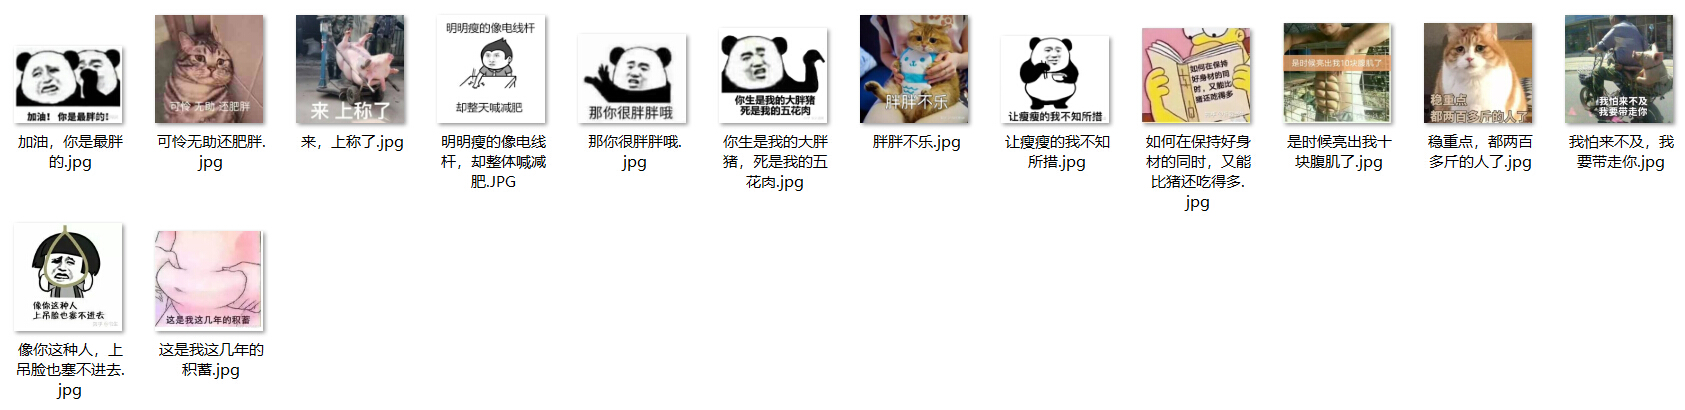 加油! 你是最胖的!
可怜 无助 还肥胖
来 上称了
明明瘦的像电线杆
却整天喊减肥
那你很胖胖哦
你生是我的大胖猪
死是我的五花肉
胖胖不乐
让瘦瘦的我不知所措
如何在保持
好身材的同
时，又能比
猪还吃得多
是时候亮出我10块腹肌了
稳重点
都两百多斤的人了
我怕来不及
我要带走你
加油，你是最胖
的.jpg
可怜无助还肥胖.
jpg
来，上称了.jpg
明明瘦的像电线
杆，却整体喊减
肥.JPG
那你很胖胖哦.
jpg
你生是我的大胖
猪，死是我的五
花肉.jpg
胖胖不乐.jpg
让瘦瘦的我不知
所措.jpg
如何在保持好身
材的同时，又能
比猪还吃得多.
jpg
是时候亮出我十
块腹肌了.jpg
稳重点，都两百
多斤的人了.jpg
我怕来不及，我
要带走你.jpg
像你这种人
上吊脸也塞不进去
这是我这几年的积蓄
像你这种人，上
吊脸也塞不进去.
jpg
这是我这几年的
积蓄.jpg